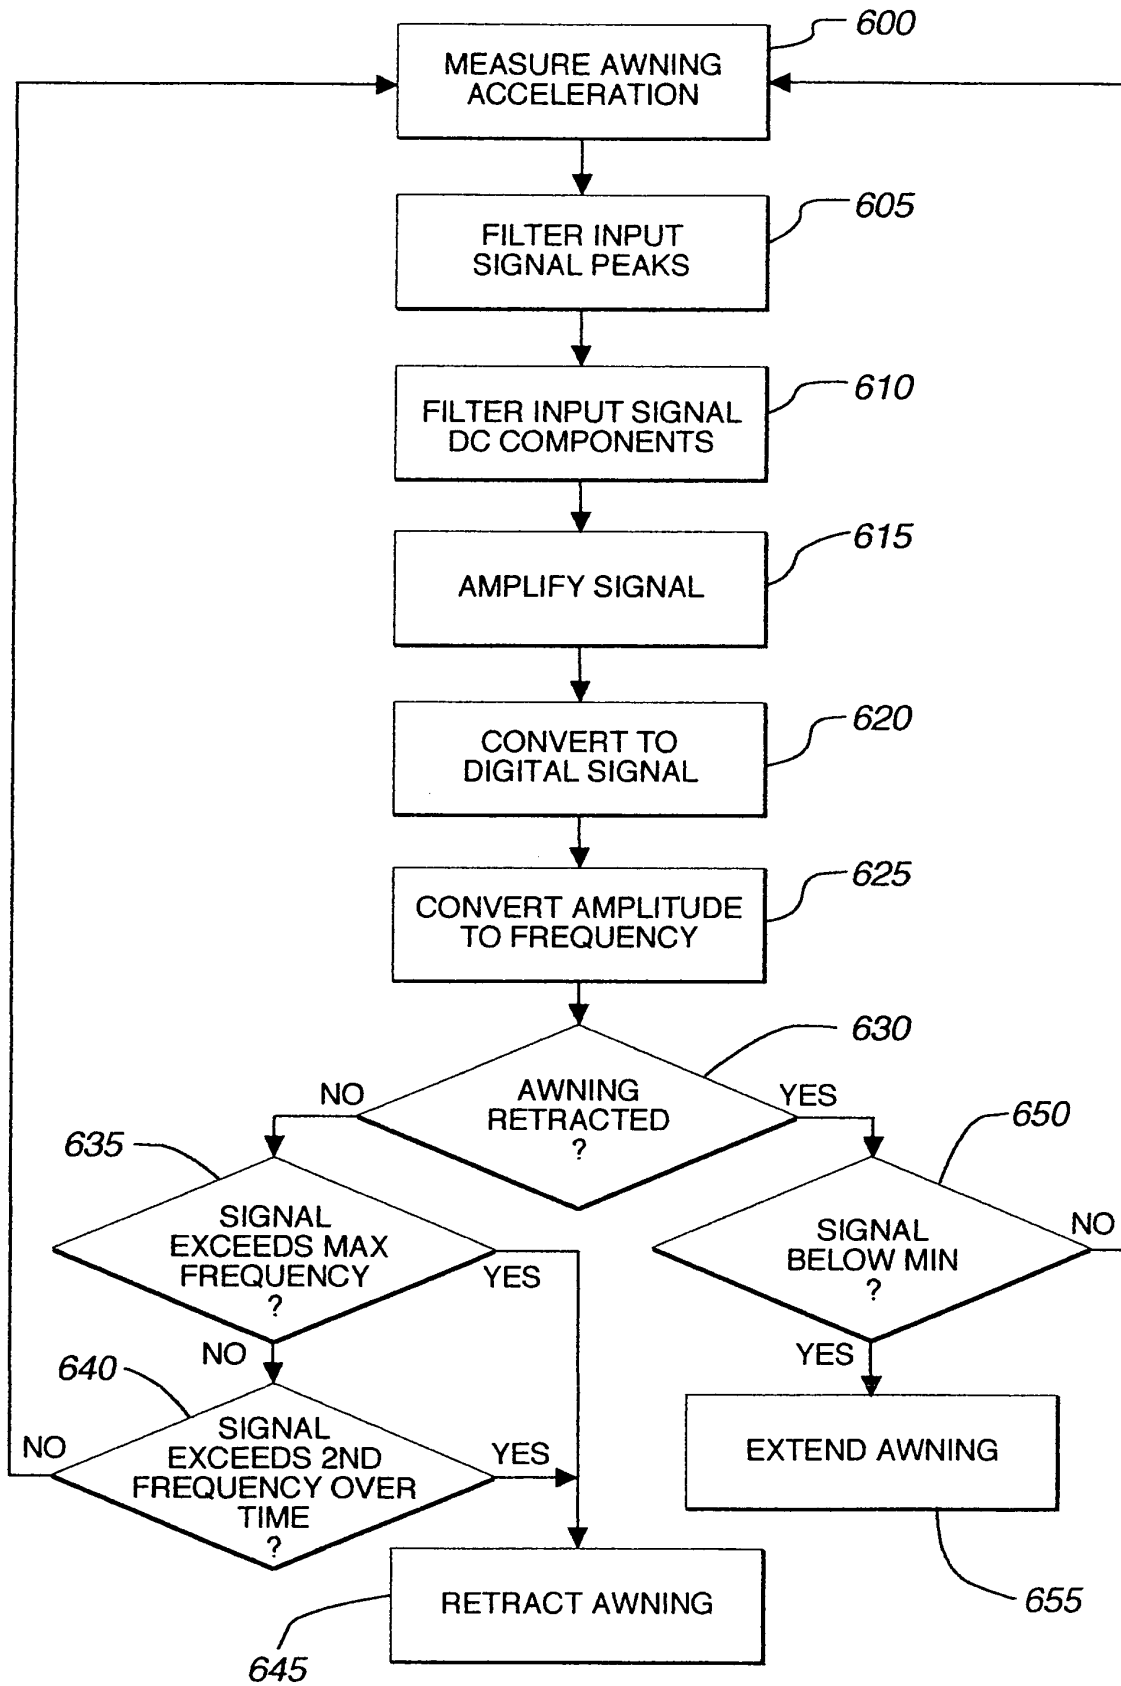 600
MEASURE AWNING
ACCELERATION
605
FILTER INPUT
SIGNAL PEAKS
610
FILTER INPUT SIGNAL
DC COMPONENTS
615
AMPLIFY SIGNAL
620
CONVERT TO
DIGITAL SIGNAL
625
CONVERT AMPLITUDE
TO FREQUENCY
630
NO
AWNING
RETRACTED
?
YES
635
650
SIGNAL
EXCEEDS MAX
FREQUENCY
?
YES
NO
SIGNAL
BELOW MIN
?
NO
YES
640
NO
SIGNAL
EXCEEDS 2ND
FREQUENCY OVER
TIME
?
YES
EXTEND AWNING
655
RETRACT AWNING
645